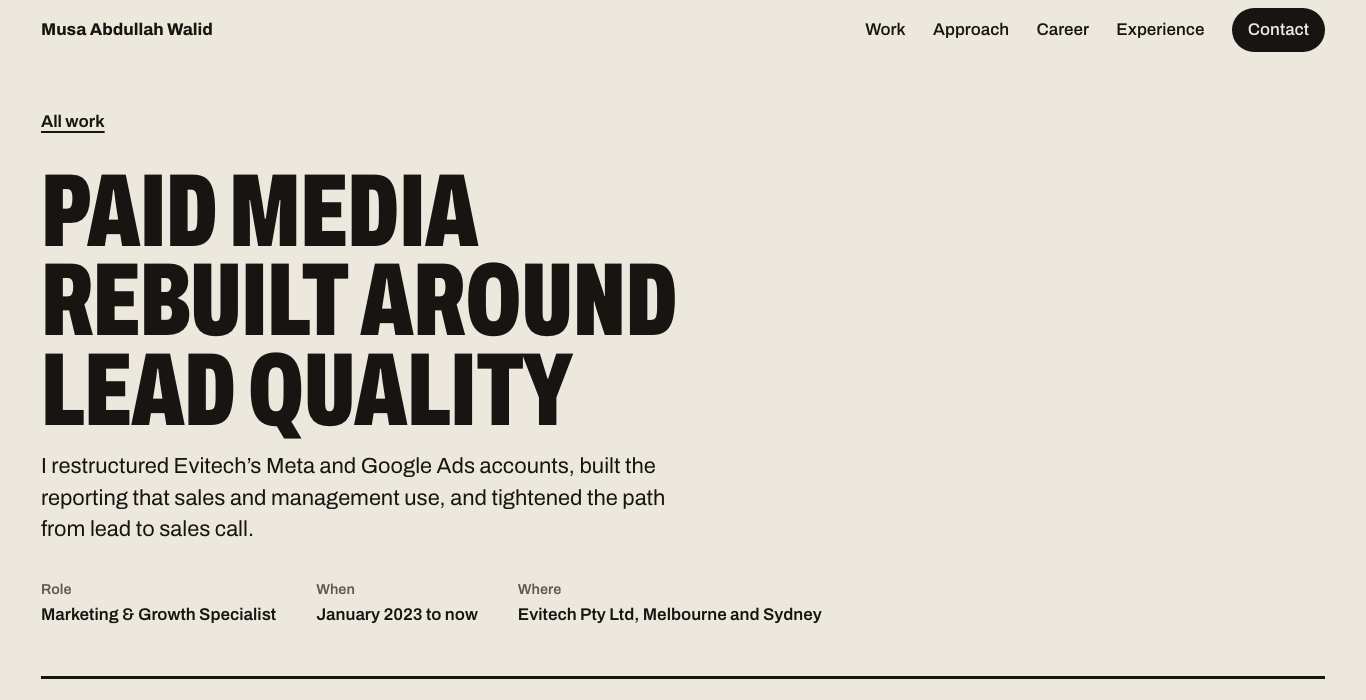 Musa Abdullah Walid
Work
Approach
Career
Experience
Contact
All work
PAID MEDIA
REBUILT AROUND
LEAD QUALITY
I restructured Evitech’s Meta and Google Ads accounts, built the
reporting that sales and management use, and tightened the path
from lead to sales call.
Role
Marketing & Growth Specialist
When
January 2023 to now
Where
Evitech Pty Ltd, Melbourne and Sydney